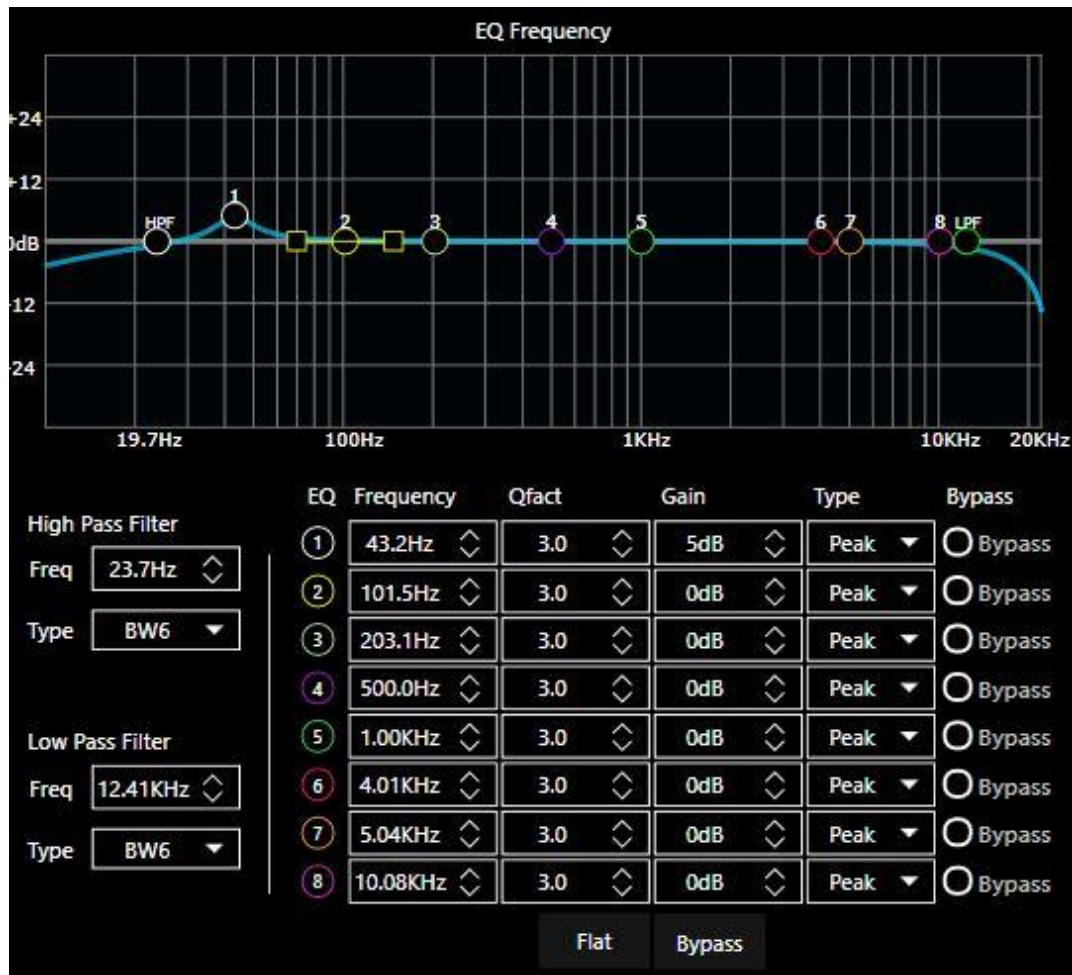 EQ Frequency
+24
+12
0dB
12
24
HPF 1 2 3 4 5 6 7 8 LPF
19.7Hz 100Hz 1KHz 10KHz 20KHz
EQ Frequency Qfact Gain Type Bypass
High Pass Filter
Freq 23.7Hz
Type BW6
Low Pass Filter
Freq 12.41KHz
Type BW6
1 43.2Hz 3.0 5dB Peak Bypass
2 101.5Hz 3.0 0dB Peak Bypass
3 203.1Hz 3.0 0dB Peak Bypass
4 500.0Hz 3.0 0dB Peak Bypass
5 1.00KHz 3.0 0dB Peak Bypass
6 4.01KHz 3.0 0dB Peak Bypass
7 5.04KHz 3.0 0dB Peak Bypass
8 10.08KHz 3.0 0dB Peak Bypass
Flat Bypass